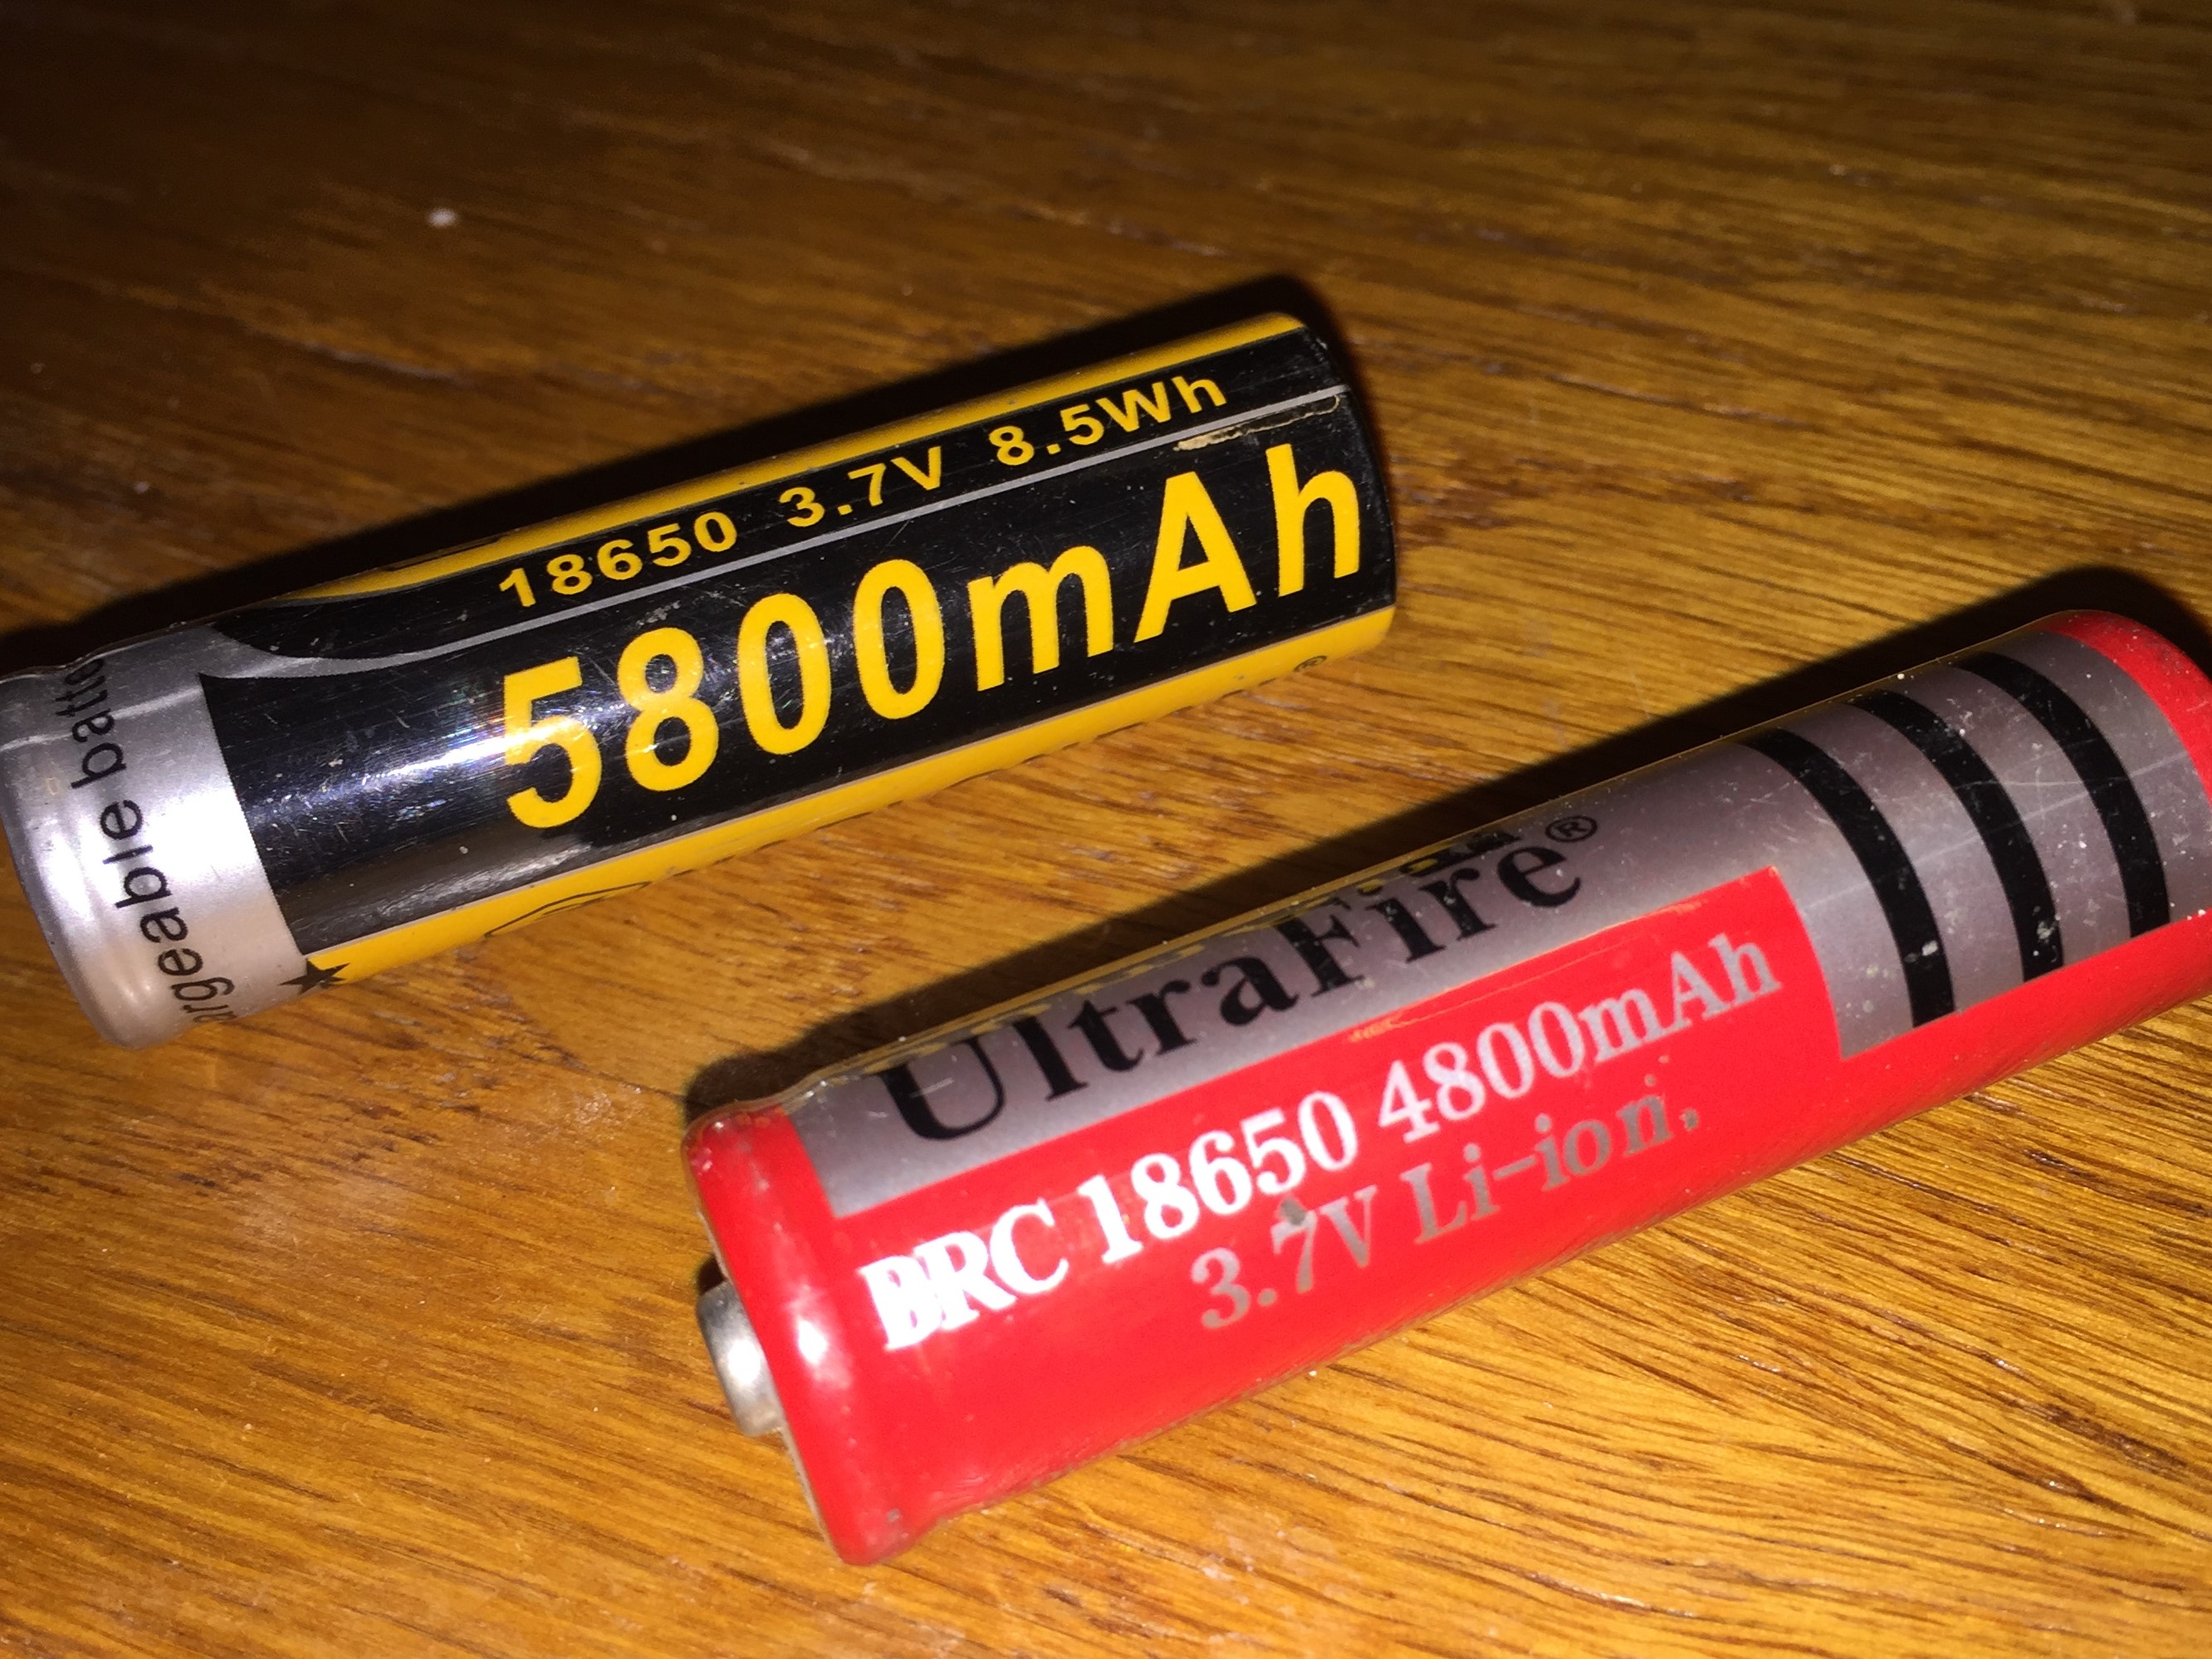 18650 3.7V 8.5Wh
5800mAh
®
UltraFire®
BRC 18650 4800mAh
3.7V Li-ion.